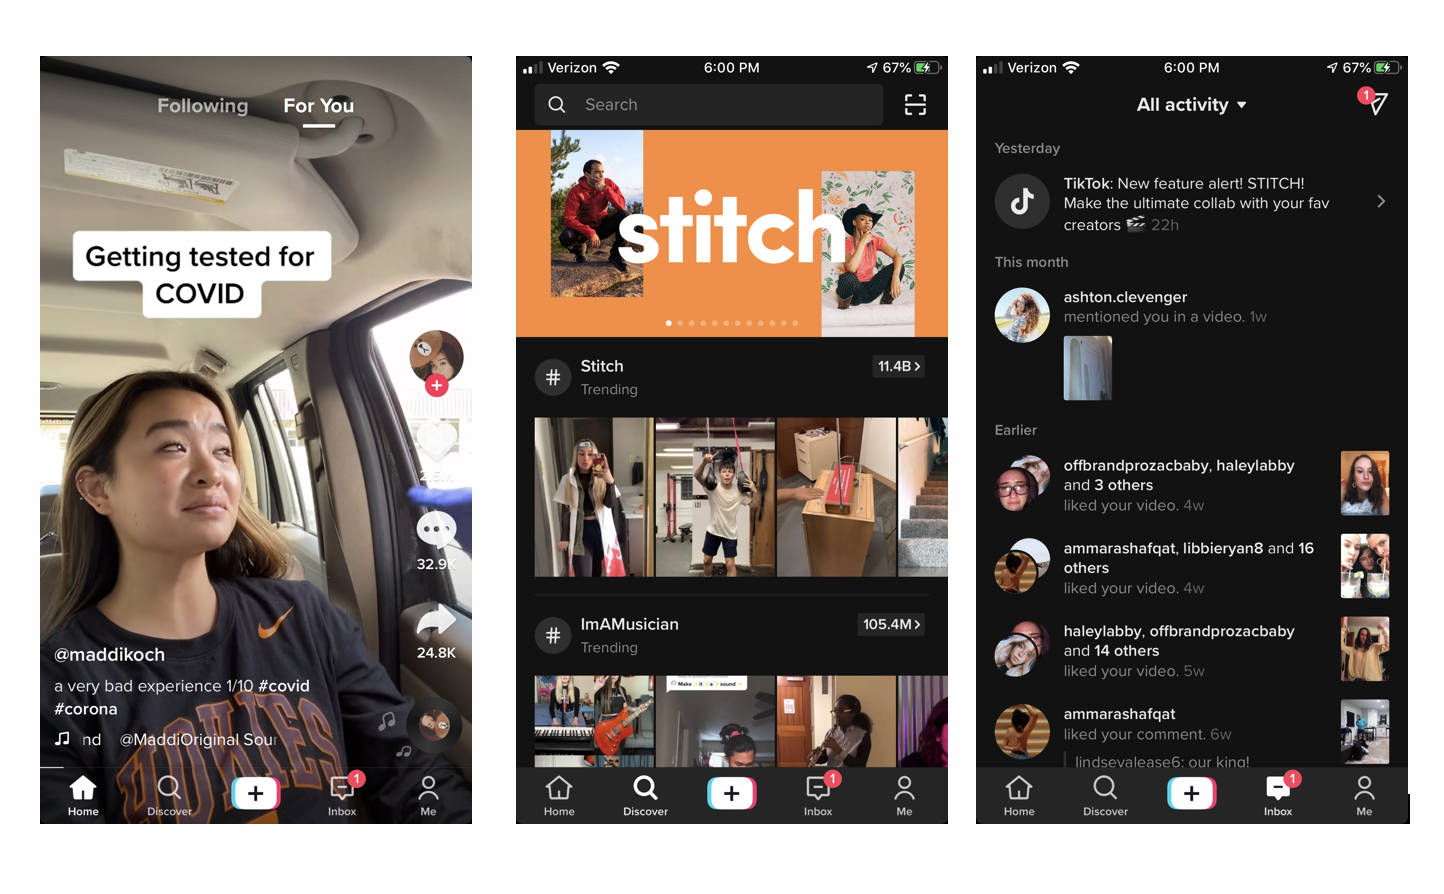 Following For You
Getting tested for
COVID
32.9K
24.8K
@maddikoch
a very bad experience 1/10 #covid
#corona
nd @MaddiOriginal Sou
HOKIES
Home Discover Inbox 1 Me
Verizon 6:00 PM 67%
Search
stitch
# Stitch 11.4B >
Trending
# ImAMusician 105.4M >
Trending
Make it a sound
Home Discover Inbox 1 Me
Verizon 6:00 PM 67%
All activity 1
Yesterday
TikTok: New feature alert! STITCH!
Make the ultimate collab with your fav
creators 🎬 22h
This month
ashton.clevenger
mentioned you in a video. 1w
Earlier
offbrandprozacbaby, haleylabby
and 3 others
liked your video. 4w
ammarashafqat, libbieryan8 and 16
others
liked your video. 4w
haleylabby, offbrandprozacbaby
and 14 others
liked your video. 5w
ammarashafqat
liked your comment. 6w
lindseyalease6: our king!
Home Discover Inbox 1 Me